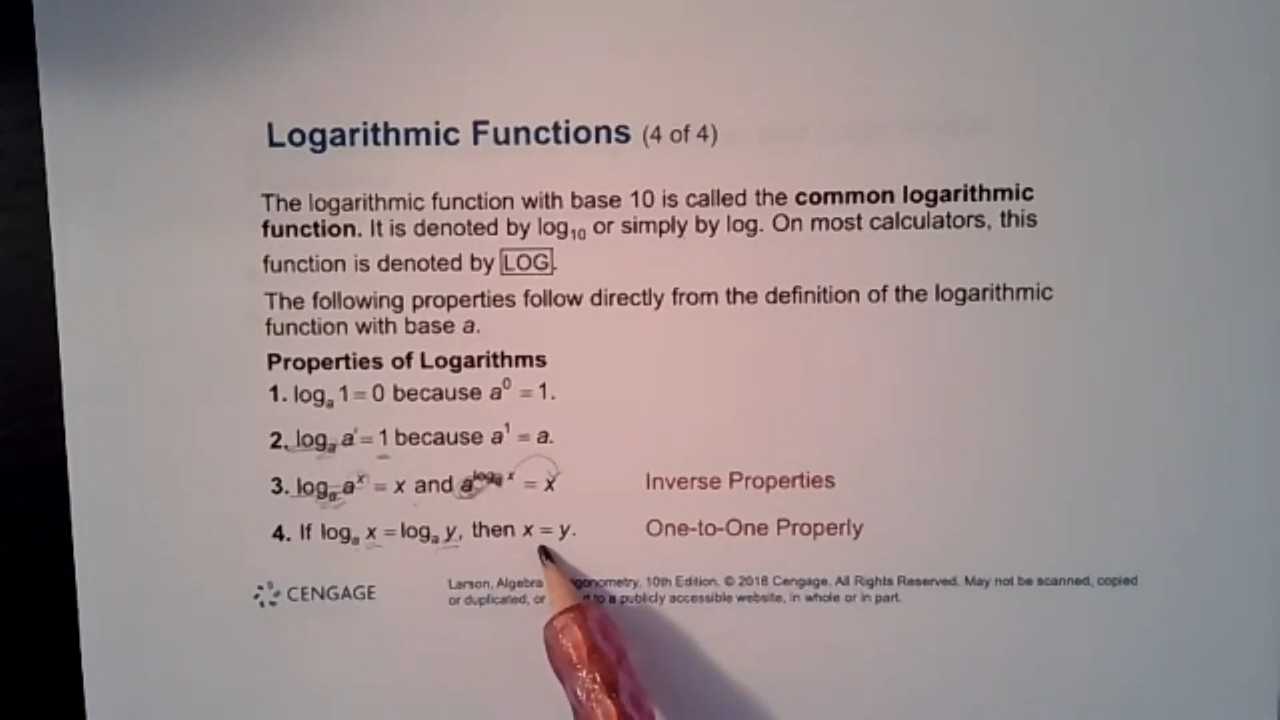 Logarithmic Functions (4 of 4)
The logarithmic function with base 10 is called the common logarithmic
function. It is denoted by log₁₀ or simply by log. On most calculators, this
function is denoted by LOG.
The following properties follow directly from the definition of the logarithmic
function with base a.
Properties of Logarithms
1. logₐ 1 = 0 because a⁰ = 1.
2. logₐ a = 1 because a¹ = a.
3. logₐ aˣ = x and a^(logₐ x) = x Inverse Properties
4. If logₐ x = logₐ y, then x = y. One-to-One Properly
CENGAGE
Larson, Algebra gonometry, 10th Edition. © 2018 Cengage. All Rights Reserved. May not be scanned, copied
or duplicated, or to a publicly accessible website, in whole or in part.